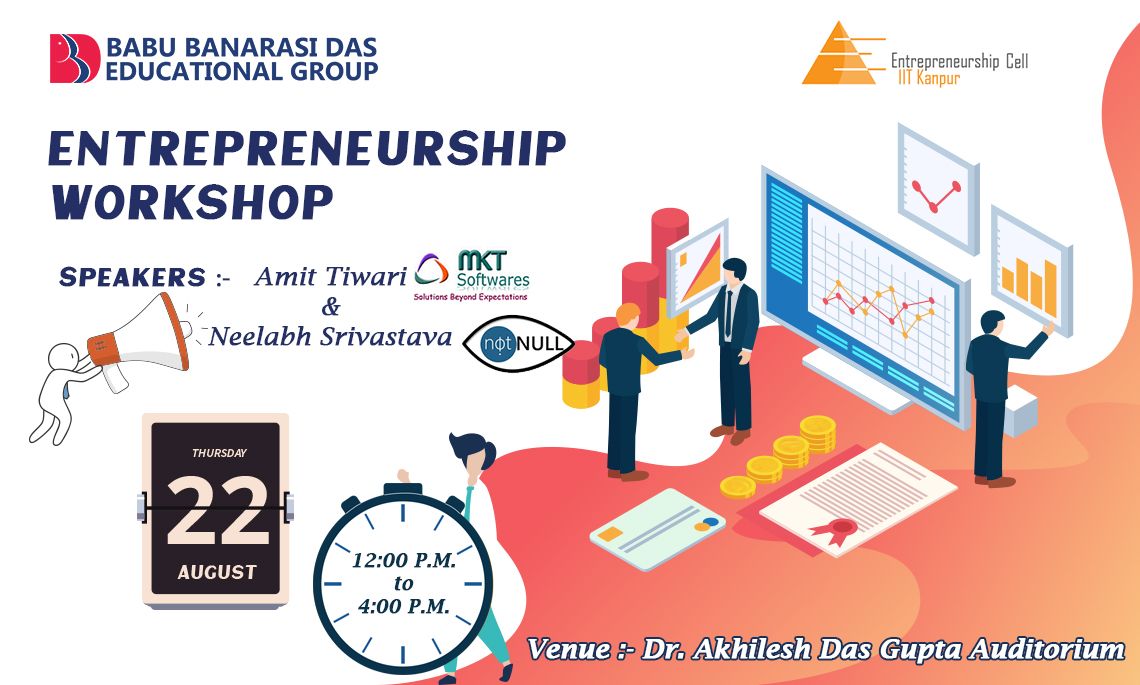 BABU BANARASI DAS
EDUCATIONAL GROUP
Entrepreneurship Cell
IIT Kanpur
ENTREPRENEURSHIP
WORKSHOP
SPEAKERS :- Amit Tiwari
MKT
Softwares
Solutions Beyond Expectations
&
Neelabh Srivastava
notNULL
THURSDAY
22
AUGUST
12:00 P.M.
to
4:00 P.M.
Venue :- Dr. Akhilesh Das Gupta Auditorium